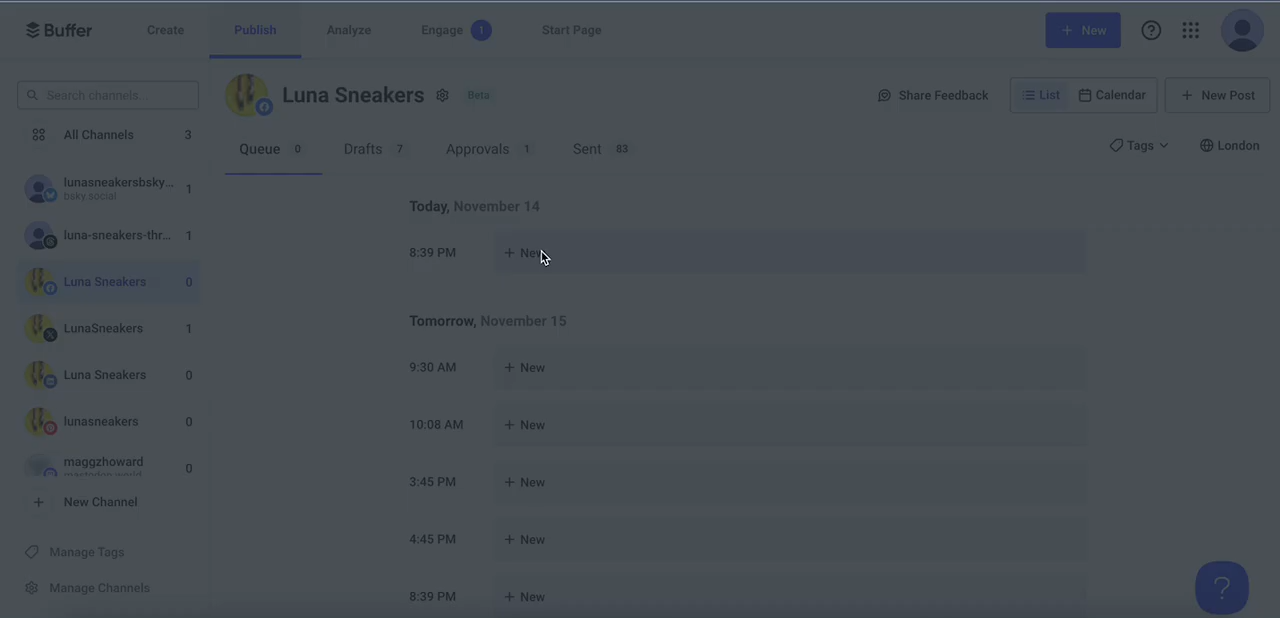 Buffer
Create
Publish
Analyze
Engage 1
Start Page
+ New
Search channels...
Luna Sneakers
Beta
Share Feedback
List
Calendar
+ New Post
All Channels 3
Queue 0
Drafts 7
Approvals 1
Sent 83
Tags
London
lunasneakersbsky... 1
bsky.social
luna-sneakers-thr... 1
Luna Sneakers 0
LunaSneakers 1
Luna Sneakers 0
lunasneakers 0
maggzhoward 0
mastodon.world
+ New Channel
Manage Tags
Manage Channels
Today, November 14
8:39 PM + New
Tomorrow, November 15
9:30 AM + New
10:08 AM + New
3:45 PM + New
4:45 PM + New
8:39 PM + New
?